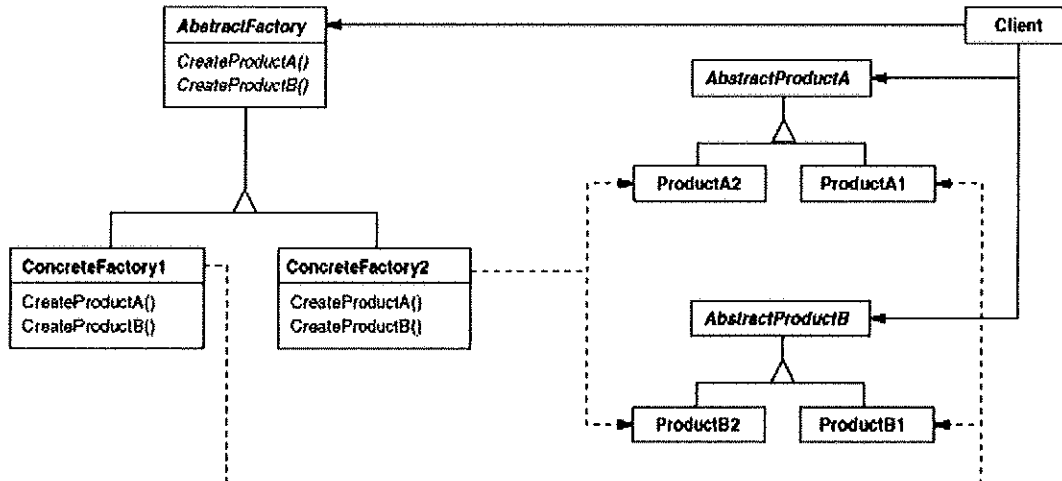 AbstractFactory
CreateProductA()
CreateProductB()
Client
AbstractProductA
ProductA2
ProductA1
ConcreteFactory1
CreateProductA()
CreateProductB()
ConcreteFactory2
CreateProductA()
CreateProductB()
AbstractProductB
ProductB2
ProductB1